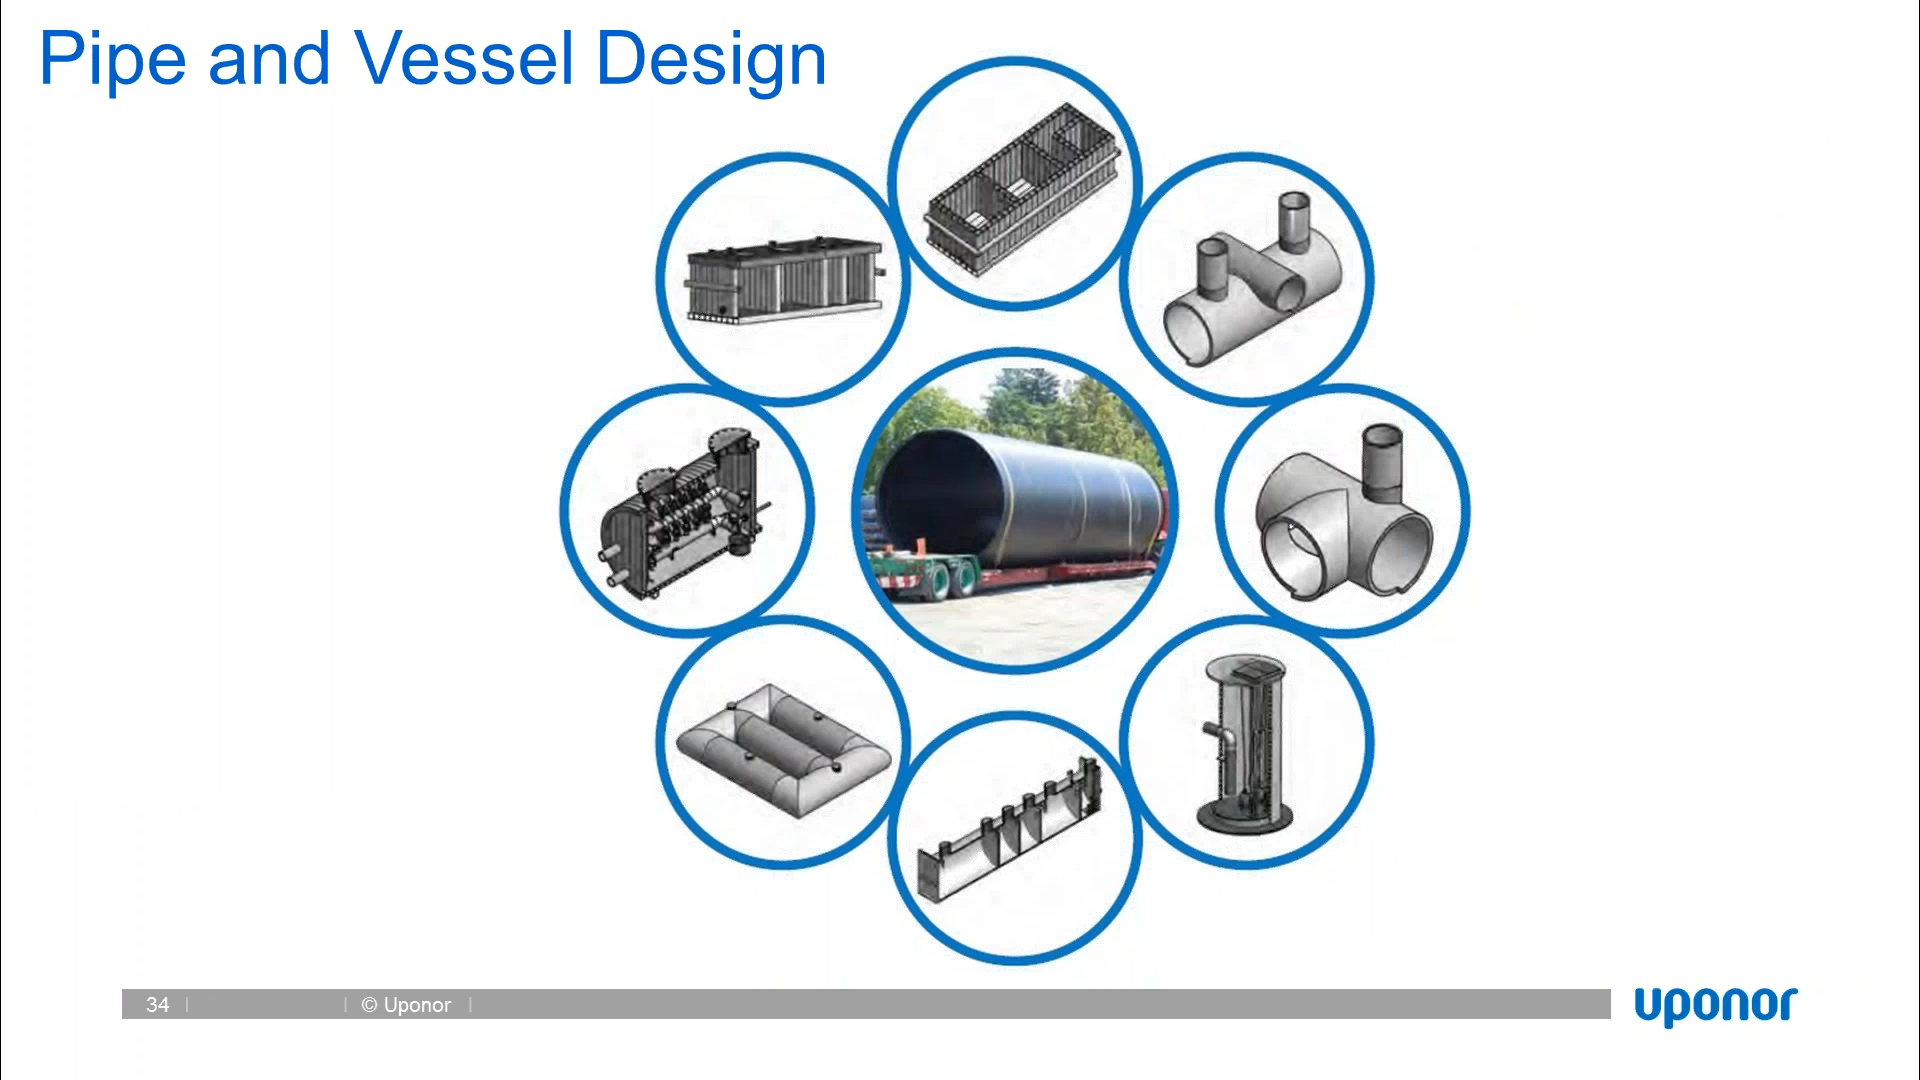 Pipe and Vessel Design
34 | | © Uponor |
uponor